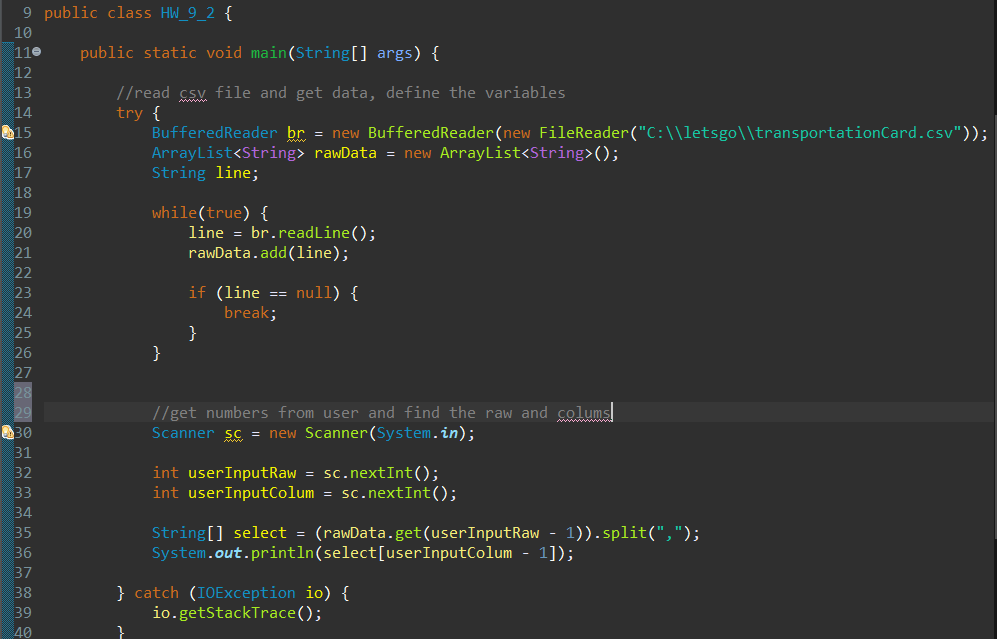 9 public class HW_9_2 {
10
11 public static void main(String[] args) {
12
13 //read csv file and get data, define the variables
14 try {
15 BufferedReader br = new BufferedReader(new FileReader("C:\\letsgo\\transportationCard.csv"));
16 ArrayList<String> rawData = new ArrayList<String>();
17 String line;
18
19 while(true) {
20 line = br.readLine();
21 rawData.add(line);
22
23 if (line == null) {
24 break;
25 }
26 }
27
28
29 //get numbers from user and find the raw and colums
30 Scanner sc = new Scanner(System.in);
31
32 int userInputRaw = sc.nextInt();
33 int userInputColum = sc.nextInt();
34
35 String[] select = (rawData.get(userInputRaw - 1)).split(",");
36 System.out.println(select[userInputColum - 1]);
37
38 } catch (IOException io) {
39 io.getStackTrace();
40 }